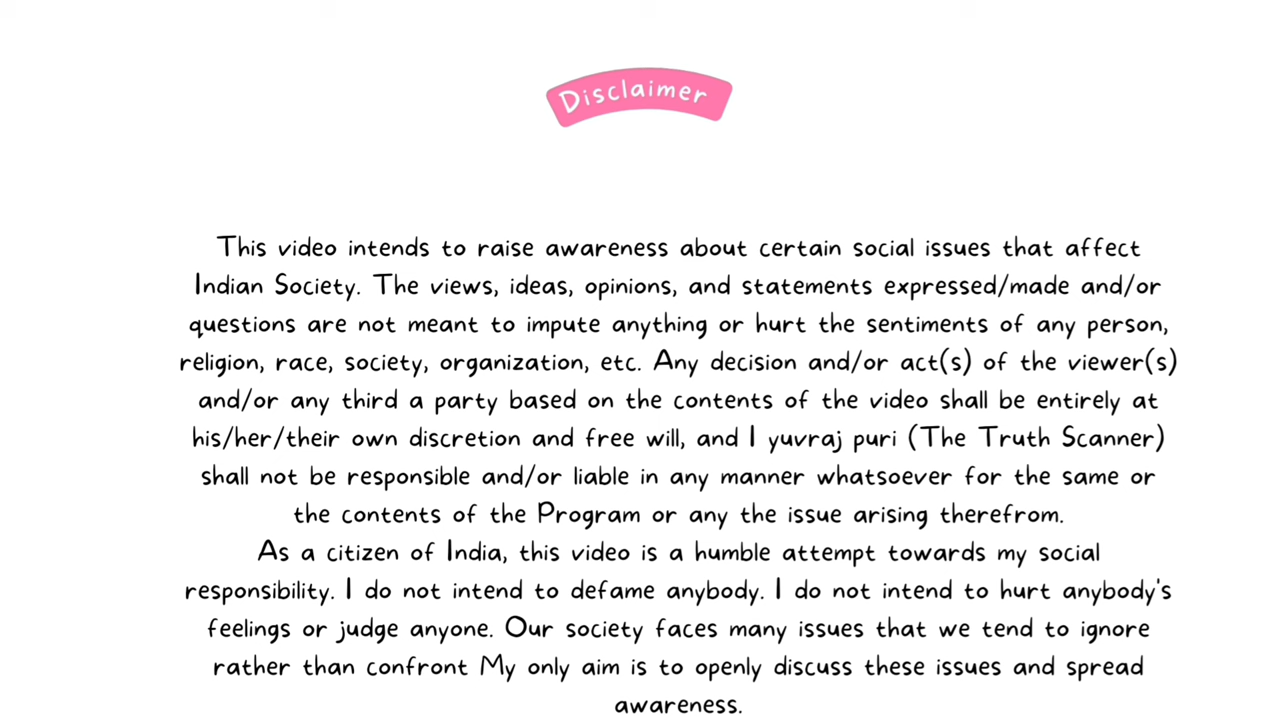 Disclaimer
This video intends to raise awareness about certain social issues that affect
Indian Society. The views, ideas, opinions, and statements expressed/made and/or
questions are not meant to impute anything or hurt the sentiments of any person,
religion, race, society, organization, etc. Any decision and/or act(s) of the viewer(s)
and/or any third a party based on the contents of the video shall be entirely at
his/her/their own discretion and free will, and I yuvraj puri (The Truth Scanner)
shall not be responsible and/or liable in any manner whatsoever for the same or
the contents of the Program or any the issue arising therefrom.
As a citizen of India, this video is a humble attempt towards my social
responsibility. I do not intend to defame anybody. I do not intend to hurt anybody's
feelings or judge anyone. Our society faces many issues that we tend to ignore
rather than confront My only aim is to openly discuss these issues and spread
awareness.